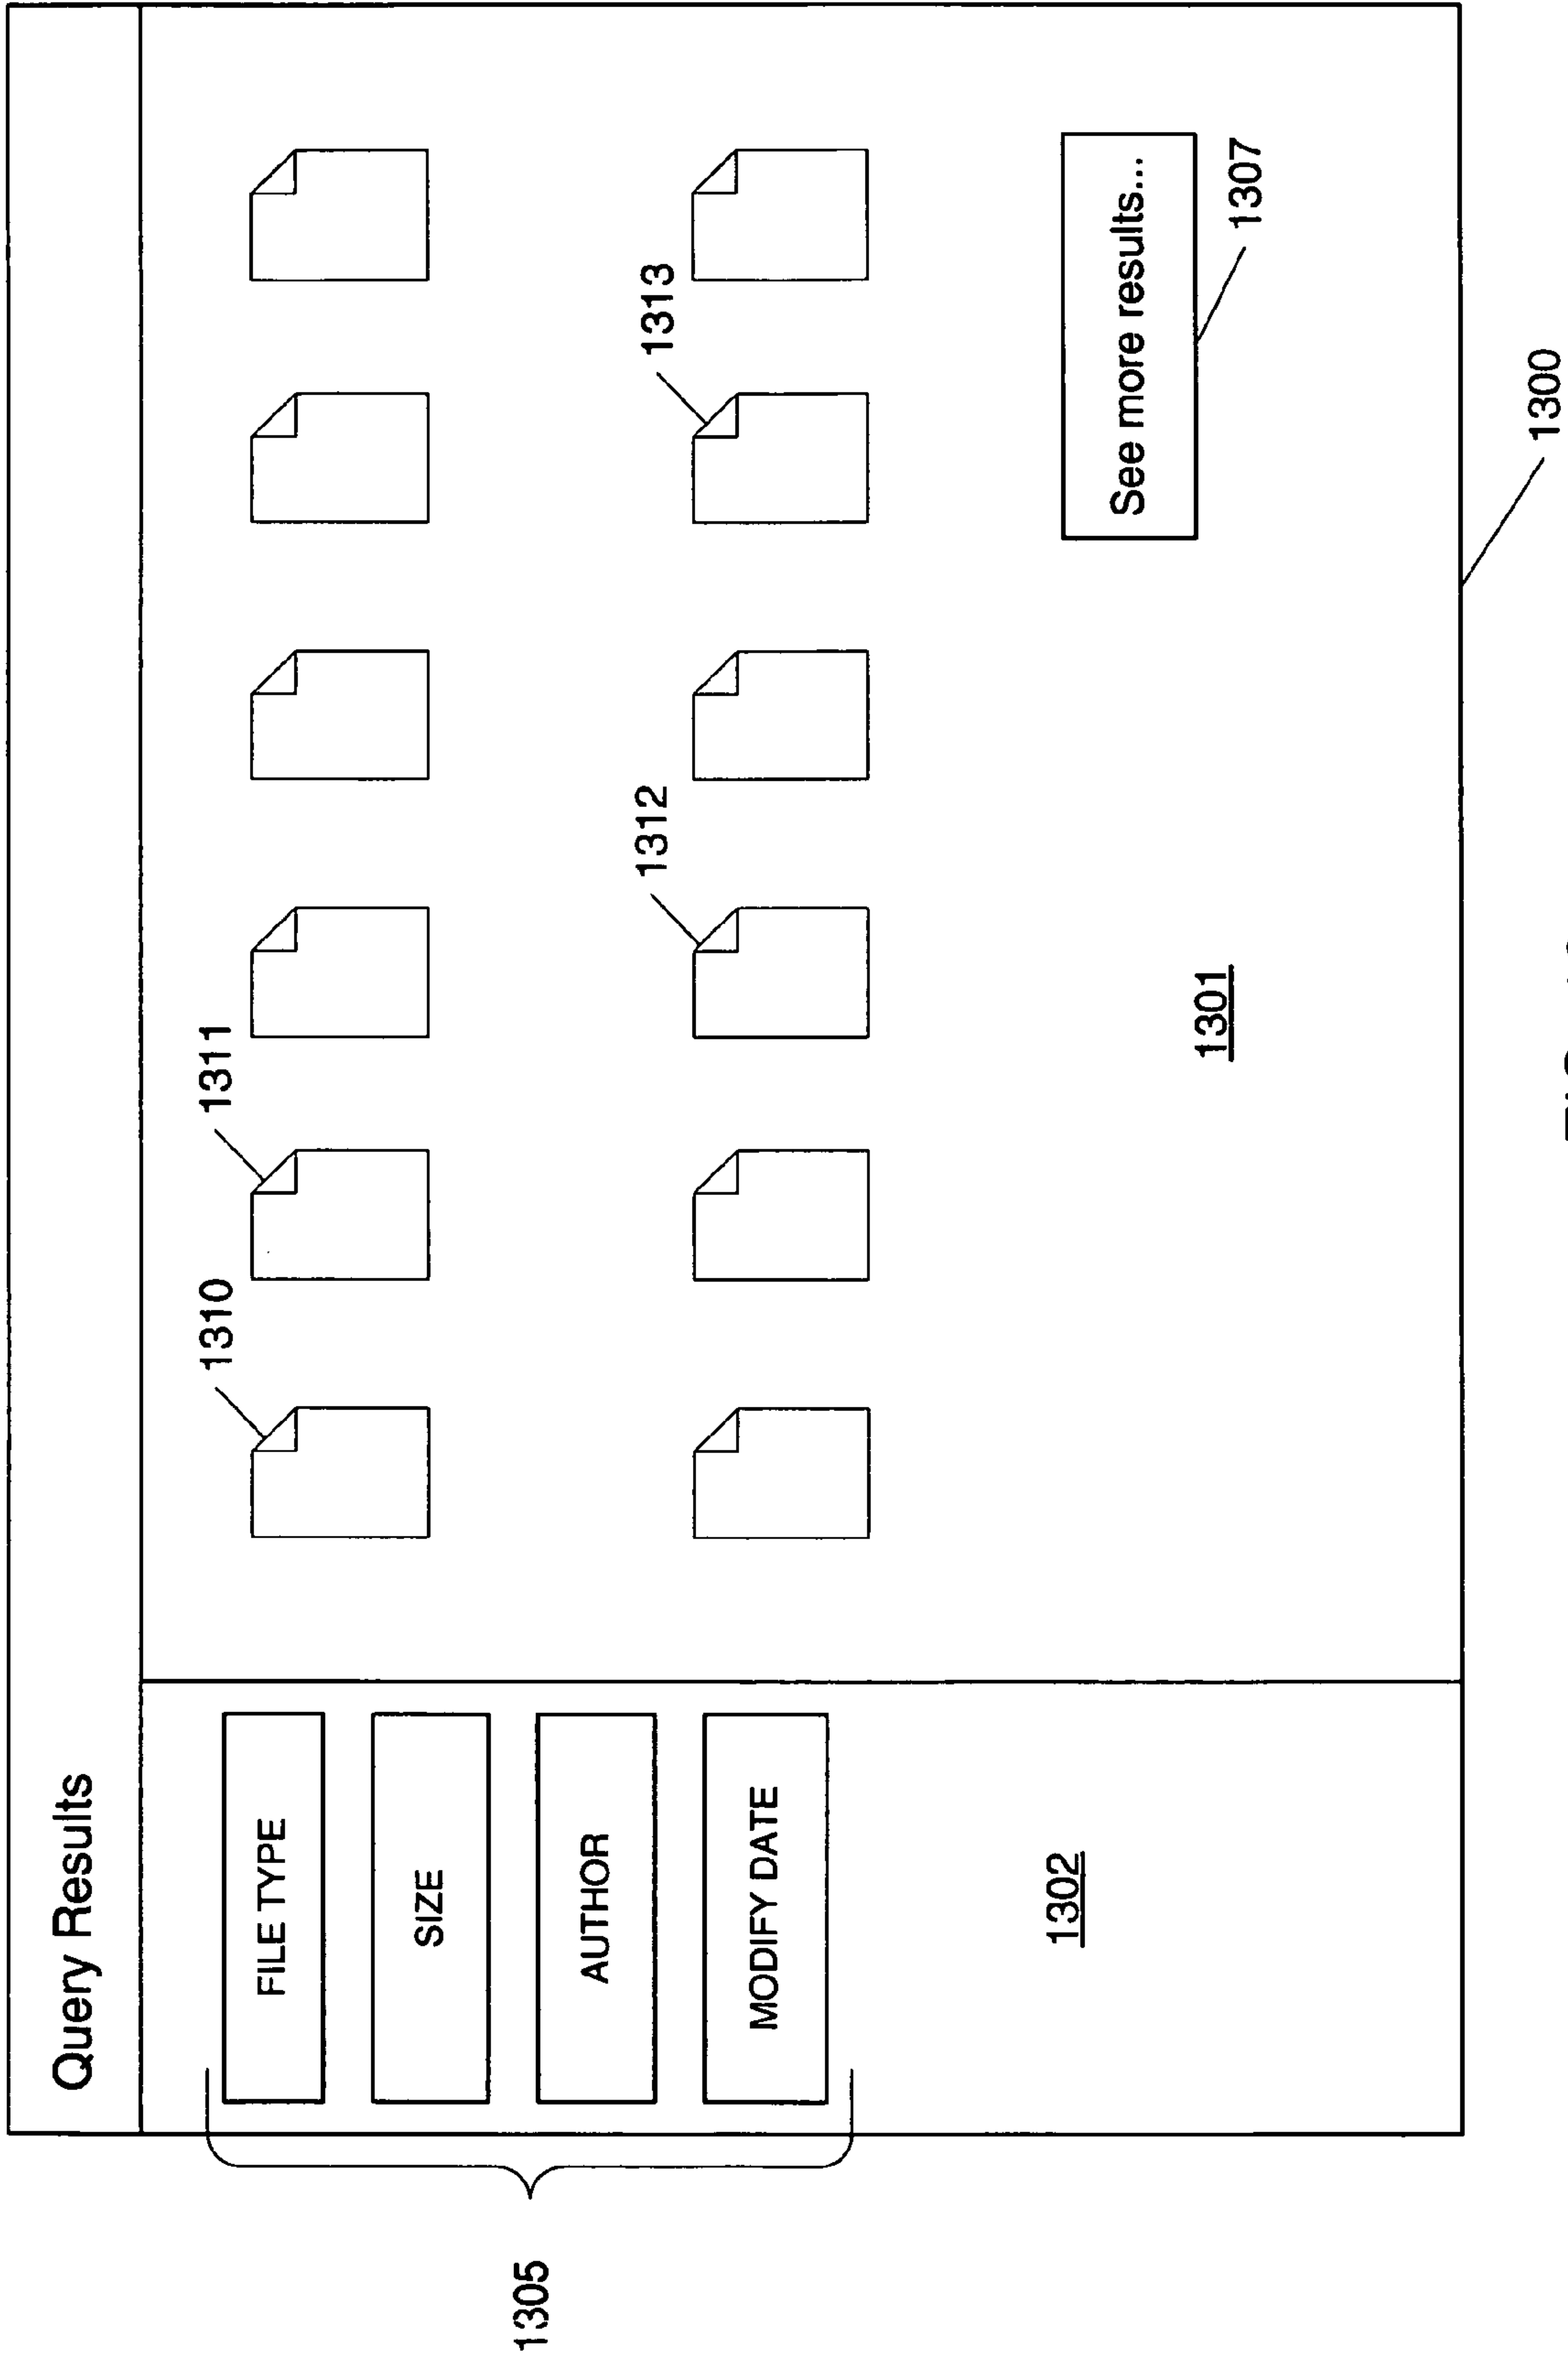 Query Results
1310
1311
FILE TYPE
SIZE
1312
1313
1305
AUTHOR
MODIFY DATE
See more results...
1302
1307
1301
1300